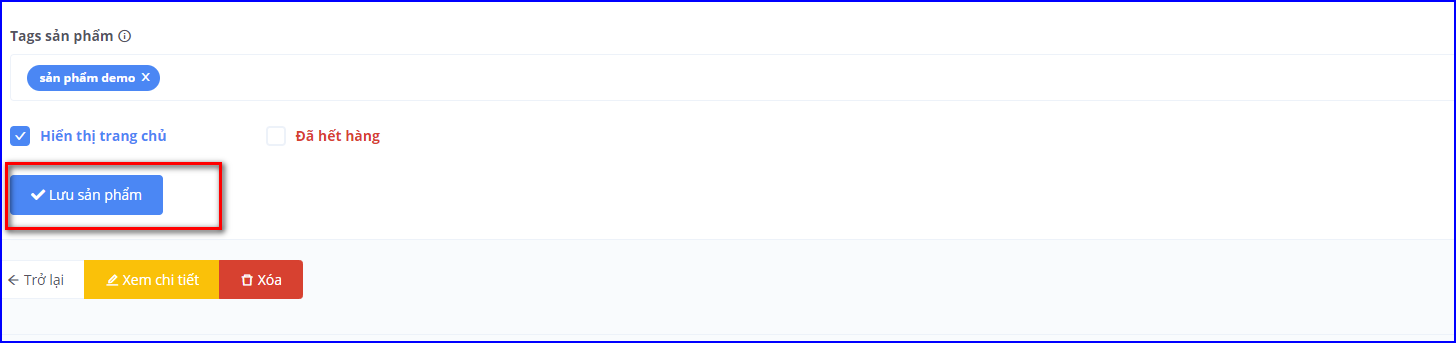 Tags sản phẩm
sản phẩm demo X
Hiển thị trang chủ
Đã hết hàng
Lưu sản phẩm
Trở lại
Xem chi tiết
Xóa